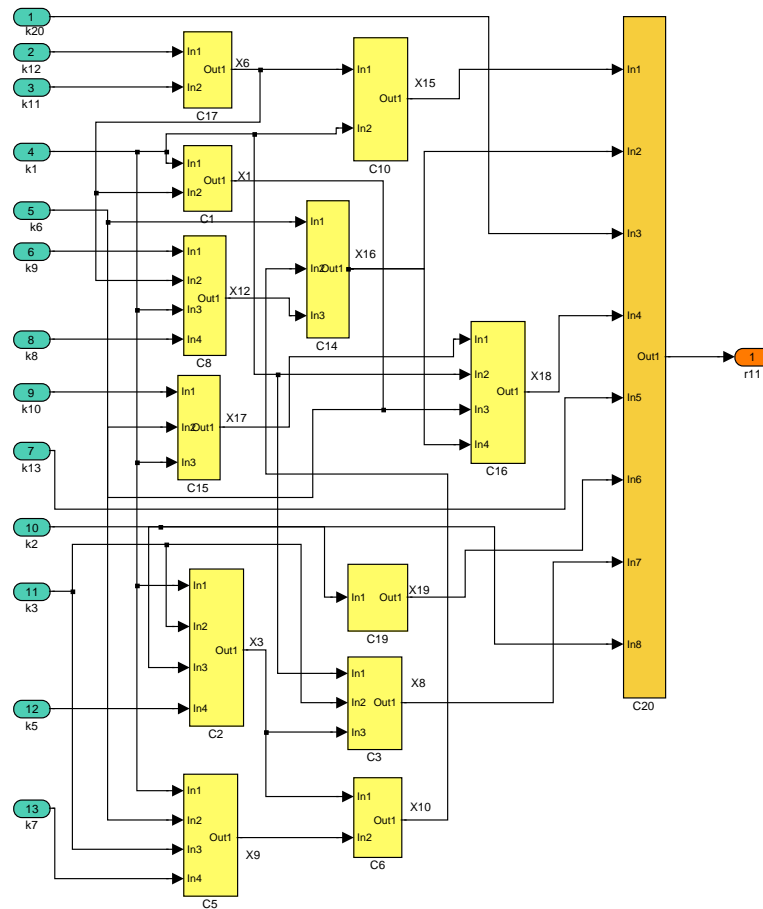 1
k20
2
k12
3
k11
In1
In2
Out1
C17
X6
In1
In2
Out1
C10
X15
4
k1
In1
In2
Out1
C1
X1
5
k6
6
k9
8
k8
In1
In2
In3
In4
Out1
C8
X12
In1
In2
In3
Out1
C14
X16
9
k10
7
k13
In1
In2
In3
Out1
C15
X17
In1
In2
In3
In4
Out1
C16
X18
10
k2
11
k3
12
k5
In1
In2
In3
In4
Out1
C2
X3
In1
Out1
C19
X19
In1
In2
In3
Out1
C3
X8
13
k7
In1
In2
In3
In4
Out1
C5
X9
In1
In2
Out1
C6
X10
In1
In2
In3
In4
In5
In6
In7
In8
Out1
C20
1
r11